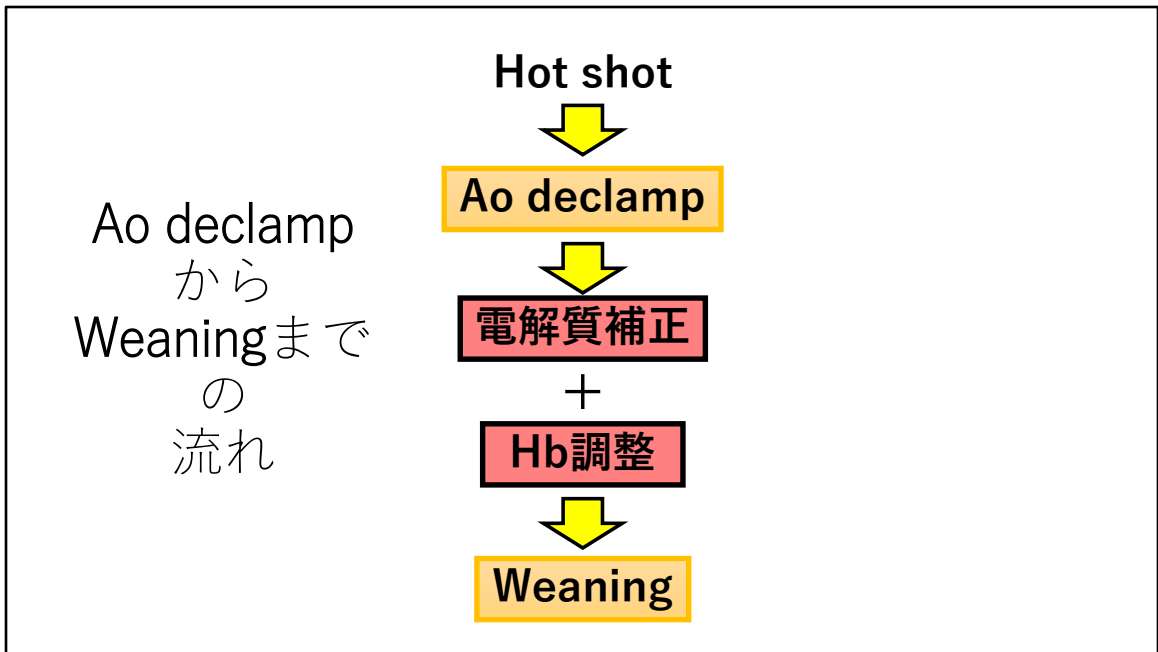 Ao declamp
から
Weaningまで
の
流れ
Hot shot
Ao declamp
電解質補正
＋
Hb調整
Weaning